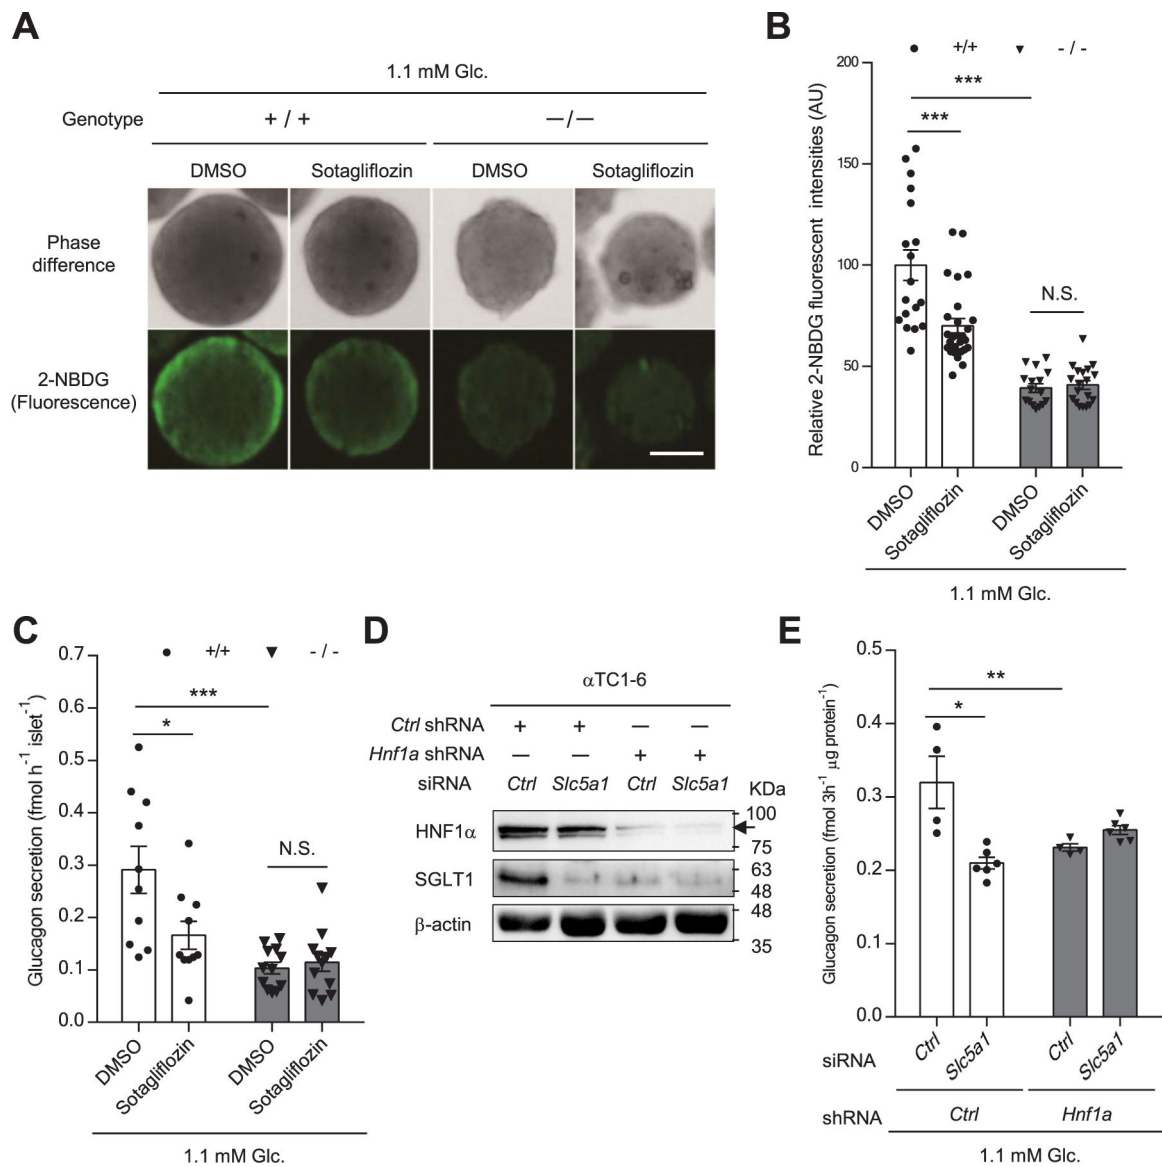 A
1.1 mM Glc.
Genotype
+ / +
—/—
DMSO
Sotagliflozin
DMSO
Sotagliflozin
Phase
difference
2-NBDG
(Fluorescence)
B
+/+
- / -
Relative 2-NBDG fluorescent intensities (AU)
200
150
100
50
0
***
***
N.S.
DMSO
Sotagliflozin
DMSO
Sotagliflozin
1.1 mM Glc.
C
+/+
- / -
Glucagon secretion (fmol h⁻¹ islet⁻¹)
0.7
0.6
0.5
0.4
0.3
0.2
0.1
0.0
***
*
N.S.
DMSO
Sotagliflozin
DMSO
Sotagliflozin
1.1 mM Glc.
D
αTC1-6
Ctrl shRNA + + — —
Hnf1a shRNA — — + +
siRNA Ctrl Slc5a1 Ctrl Slc5a1
KDa
HNF1α
100
75
SGLT1
63
48
β-actin
48
35
E
Glucagon secretion (fmol 3h⁻¹ μg protein⁻¹)
0.5
0.4
0.3
0.2
0.1
0.0
**
*
siRNA Ctrl Slc5a1 Ctrl Slc5a1
shRNA Ctrl Hnf1a
1.1 mM Glc.